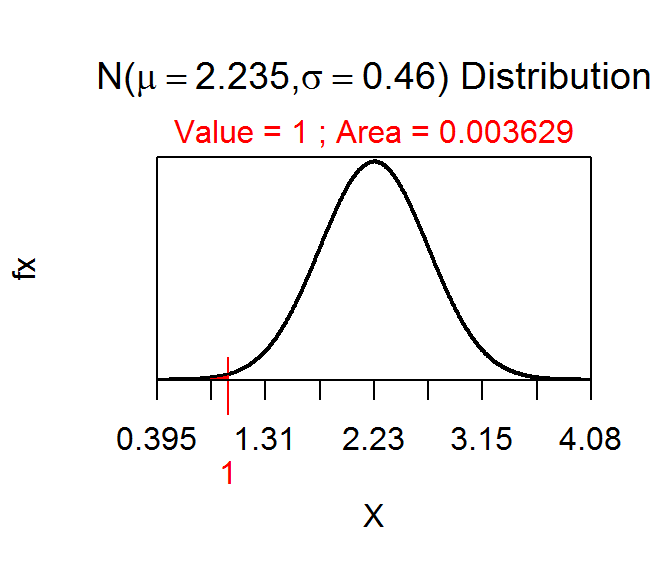 N(μ = 2.235,σ = 0.46) Distribution
Value = 1 ; Area = 0.003629
fx
0.395 1.31 2.23 3.15 4.08
1
X